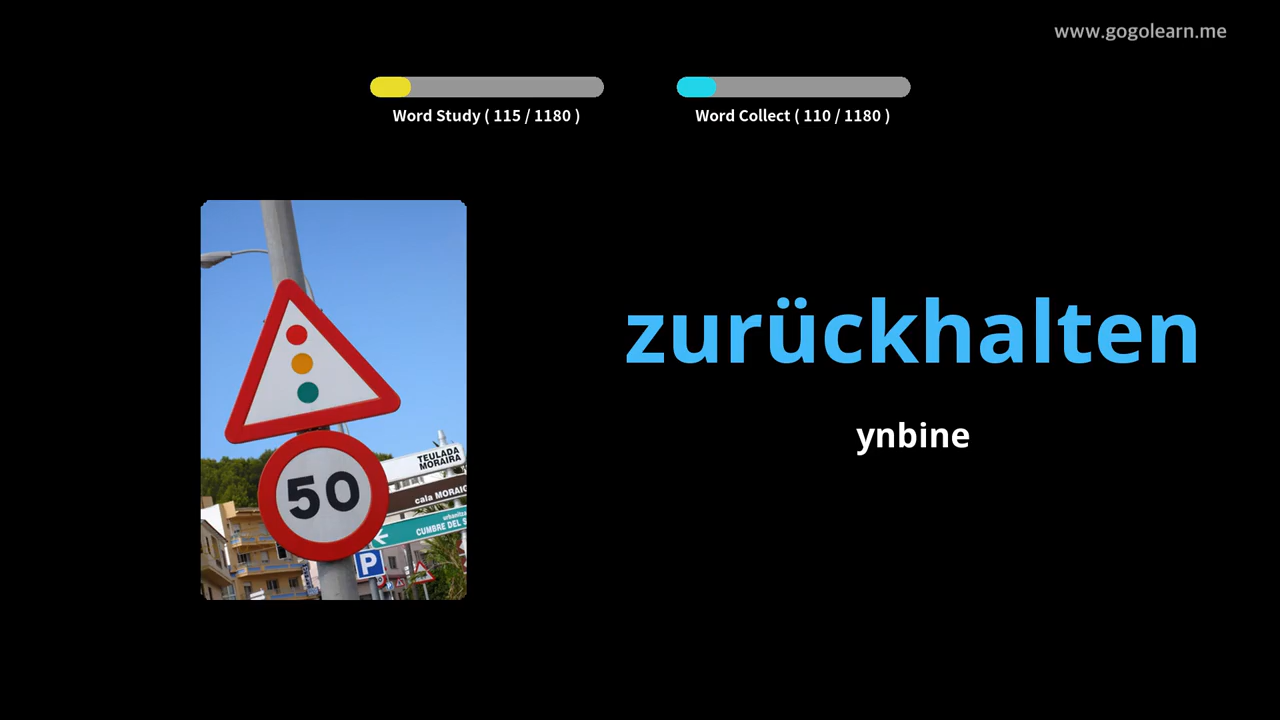 www.gogolearn.me
Word Study ( 115 / 1180 )
Word Collect ( 110 / 1180 )
zurückhalten
ynbine
TEULADA
MORAIRA
cala MORAIG
CUMBRE DEL S
50
P